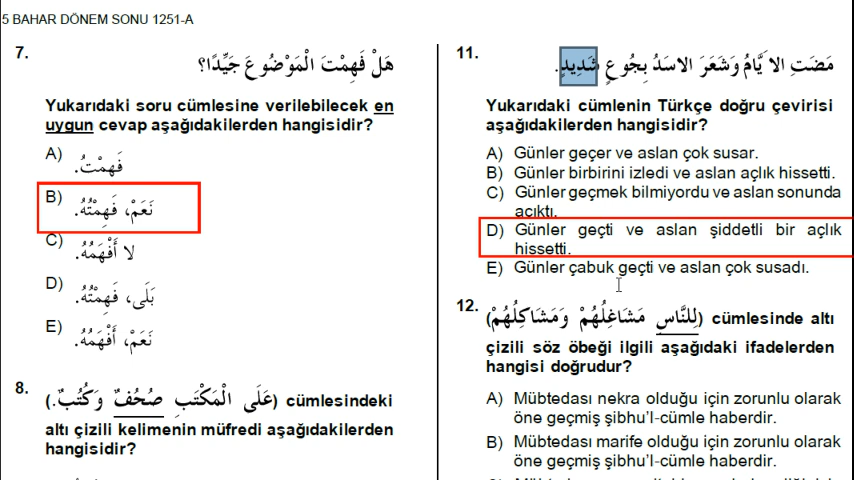 5 BAHAR DÖNEM SONU 1251-A
7.
هَلْ فَهِمْتَ الْمَوْضُوعَ جَيِّدًا؟
Yukarıdaki soru cümlesine verilebilecek en
uygun cevap aşağıdakilerden hangisidir?
A) فَهِمْتُ.
B) نَعَمْ، فَهِمْتُهُ.
C) لا أَفْهَمُهُ.
D) بَلَى، فَهِمْتُهُ.
E) نَعَمْ، أَفْهَمُهُ.
8.
(عَلَى الْمَكْتَبِ صُحُفٌ وَكُتُبٌ.) cümlesindeki
altı çizili kelimenin müfredi aşağıdakilerden
hangisidir?
11.
مَضَتِ الا َيَّامُ وَشَعَرَ الاسَدُ بِجُوعٍ شَدِيدٍ.
Yukarıdaki cümlenin Türkçe doğru çevirisi
aşağıdakilerden hangisidir?
A) Günler geçer ve aslan çok susar.
B) Günler birbirini izledi ve aslan açlık hissetti.
C) Günler geçmek bilmiyordu ve aslan sonunda
acıktı.
D) Günler geçti ve aslan şiddetli bir açlık
hissetti.
E) Günler çabuk geçti ve aslan çok susadı.
12.
(لِلنَّاسِ مَشَاغِلُهُمْ وَمَشَاكِلُهُمْ) cümlesinde altı
çizili söz öbeği ilgili aşağıdaki ifadelerden
hangisi doğrudur?
A) Mübtedası nekra olduğu için zorunlu olarak
öne geçmiş şibhu'l-cümle haberdir.
B) Mübtedası marife olduğu için zorunlu olarak
öne geçmiş şibhu'l-cümle haberdir.